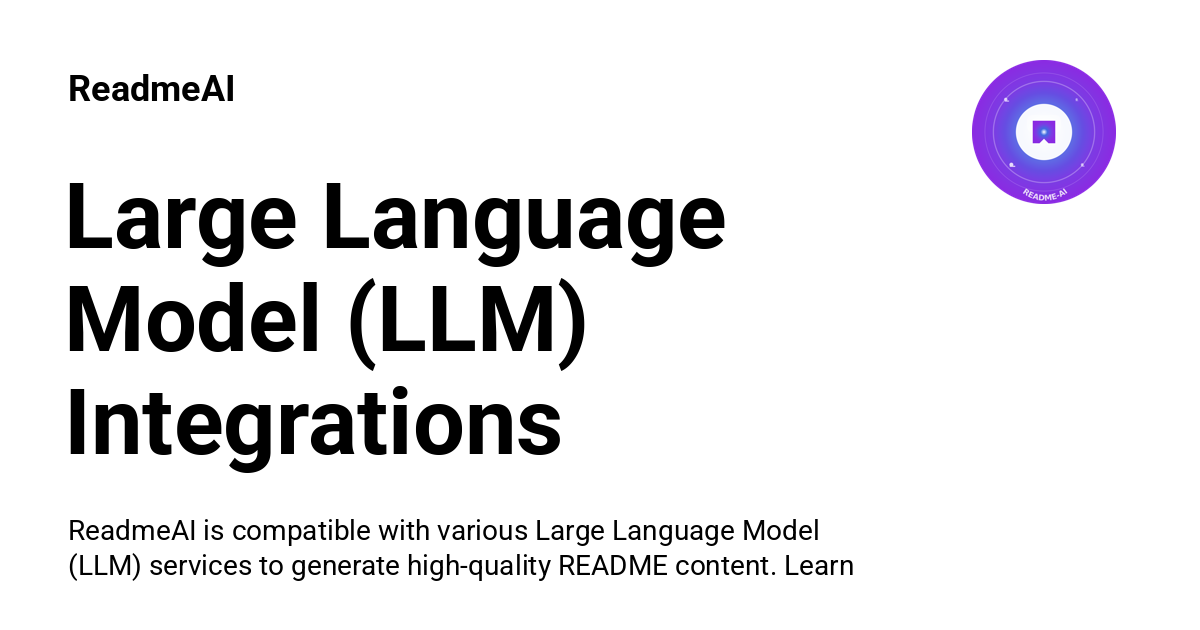 ReadmeAI
README-AI
Large Language
Model (LLM)
Integrations
ReadmeAI is compatible with various Large Language Model
(LLM) services to generate high-quality README content. Learn